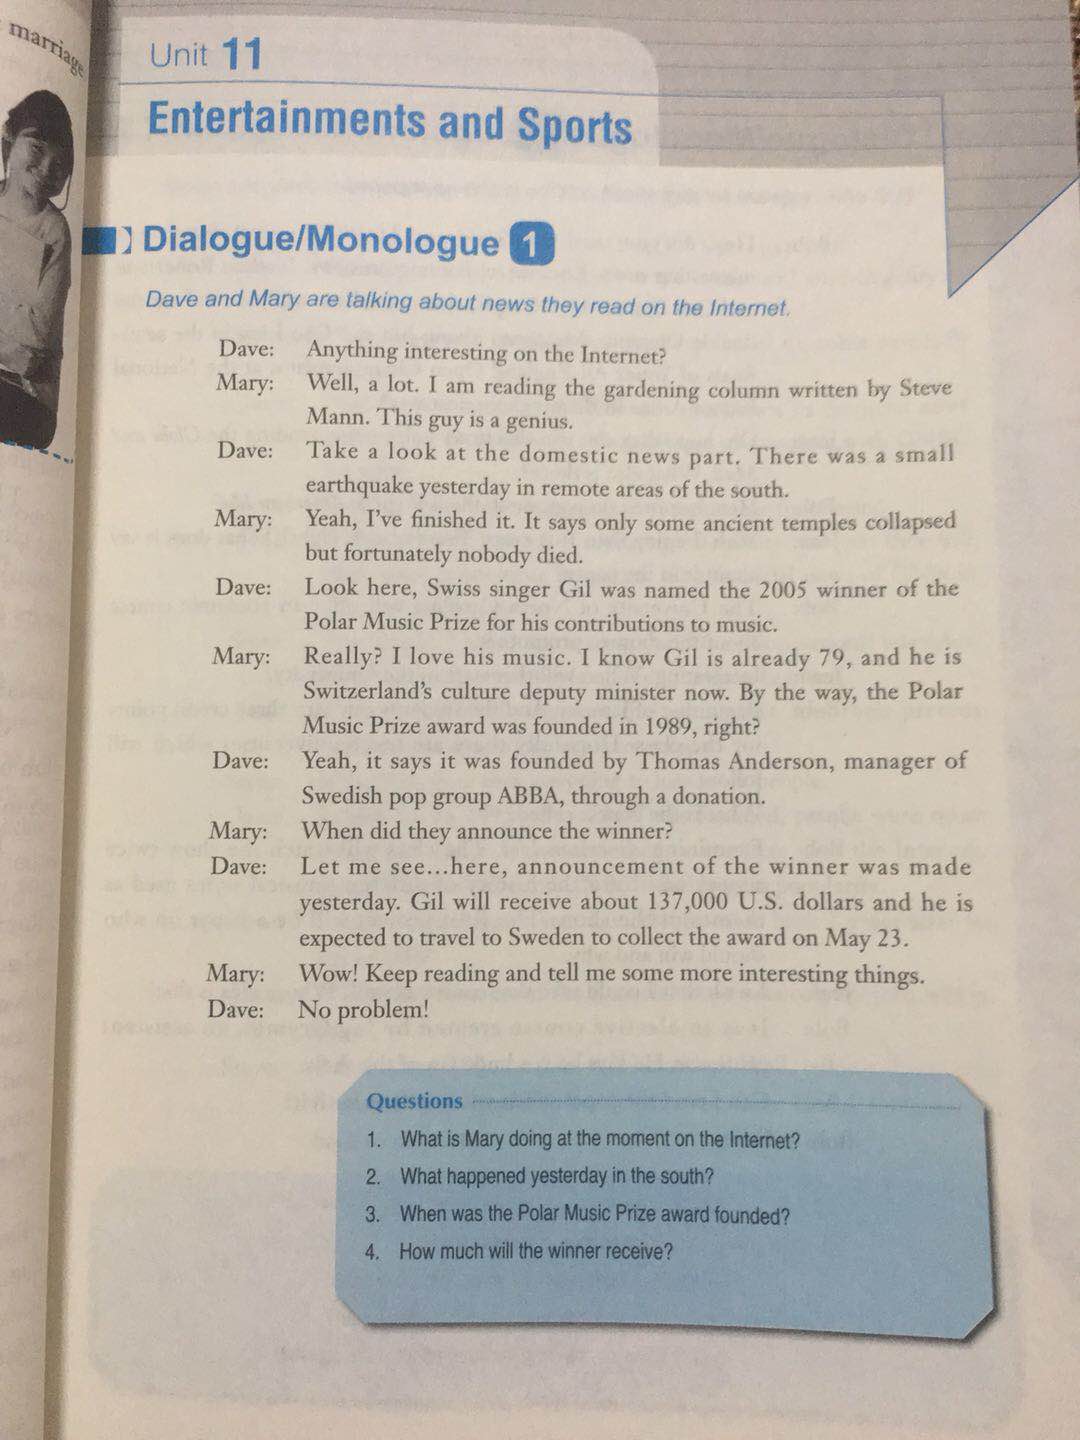 marriage
Unit 11
Entertainments and Sports
Dialogue/Monologue 1
Dave and Mary are talking about news they read on the Internet.
Dave: Anything interesting on the Internet?
Mary: Well, a lot. I am reading the gardening column written by Steve
Mann. This guy is a genius.
Dave: Take a look at the domestic news part. There was a small
earthquake yesterday in remote areas of the south.
Mary: Yeah, I've finished it. It says only some ancient temples collapsed
but fortunately nobody died.
Dave: Look here, Swiss singer Gil was named the 2005 winner of the
Polar Music Prize for his contributions to music.
Mary: Really? I love his music. I know Gil is already 79, and he is
Switzerland's culture deputy minister now. By the way, the Polar
Music Prize award was founded in 1989, right?
Dave: Yeah, it says it was founded by Thomas Anderson, manager of
Swedish pop group ABBA, through a donation.
Mary: When did they announce the winner?
Dave: Let me see...here, announcement of the winner was made
yesterday. Gil will receive about 137,000 U.S. dollars and he is
expected to travel to Sweden to collect the award on May 23.
Mary: Wow! Keep reading and tell me some more interesting things.
Dave: No problem!
Questions
1. What is Mary doing at the moment on the Internet?
2. What happened yesterday in the south?
3. When was the Polar Music Prize award founded?
4. How much will the winner receive?